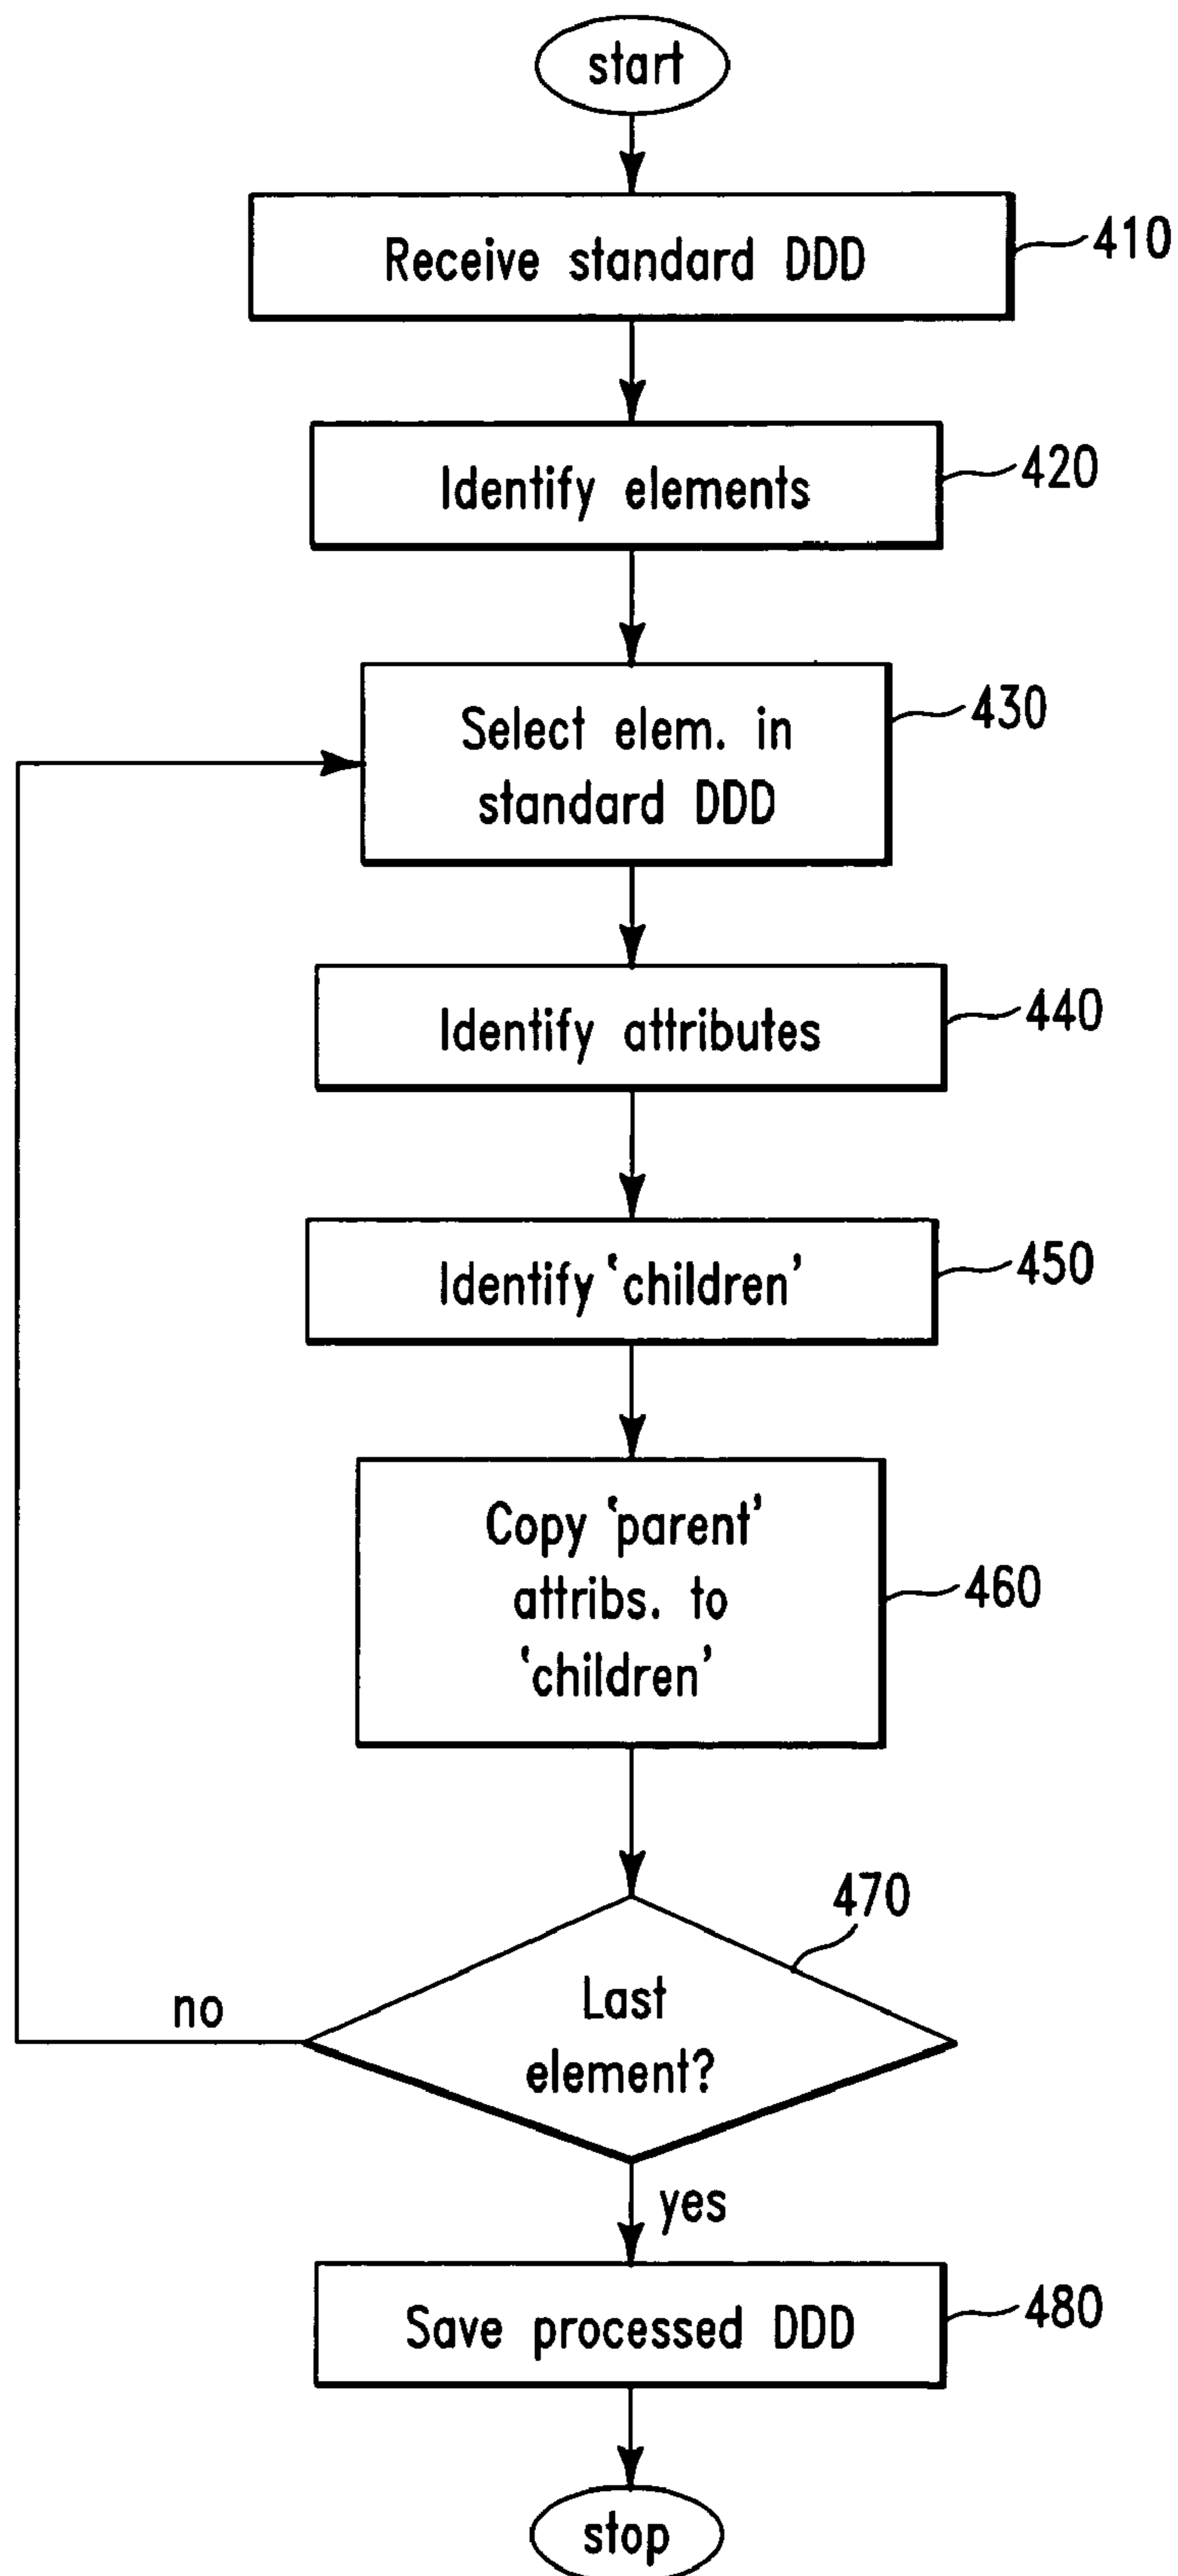 start
Receive standard DDD
410
Identify elements
420
Select elem. in
standard DDD
430
Identify attributes
440
Identify ‘children’
450
Copy ‘parent’
attribs. to
‘children’
460
470
Last
element?
no
yes
Save processed DDD
480
stop